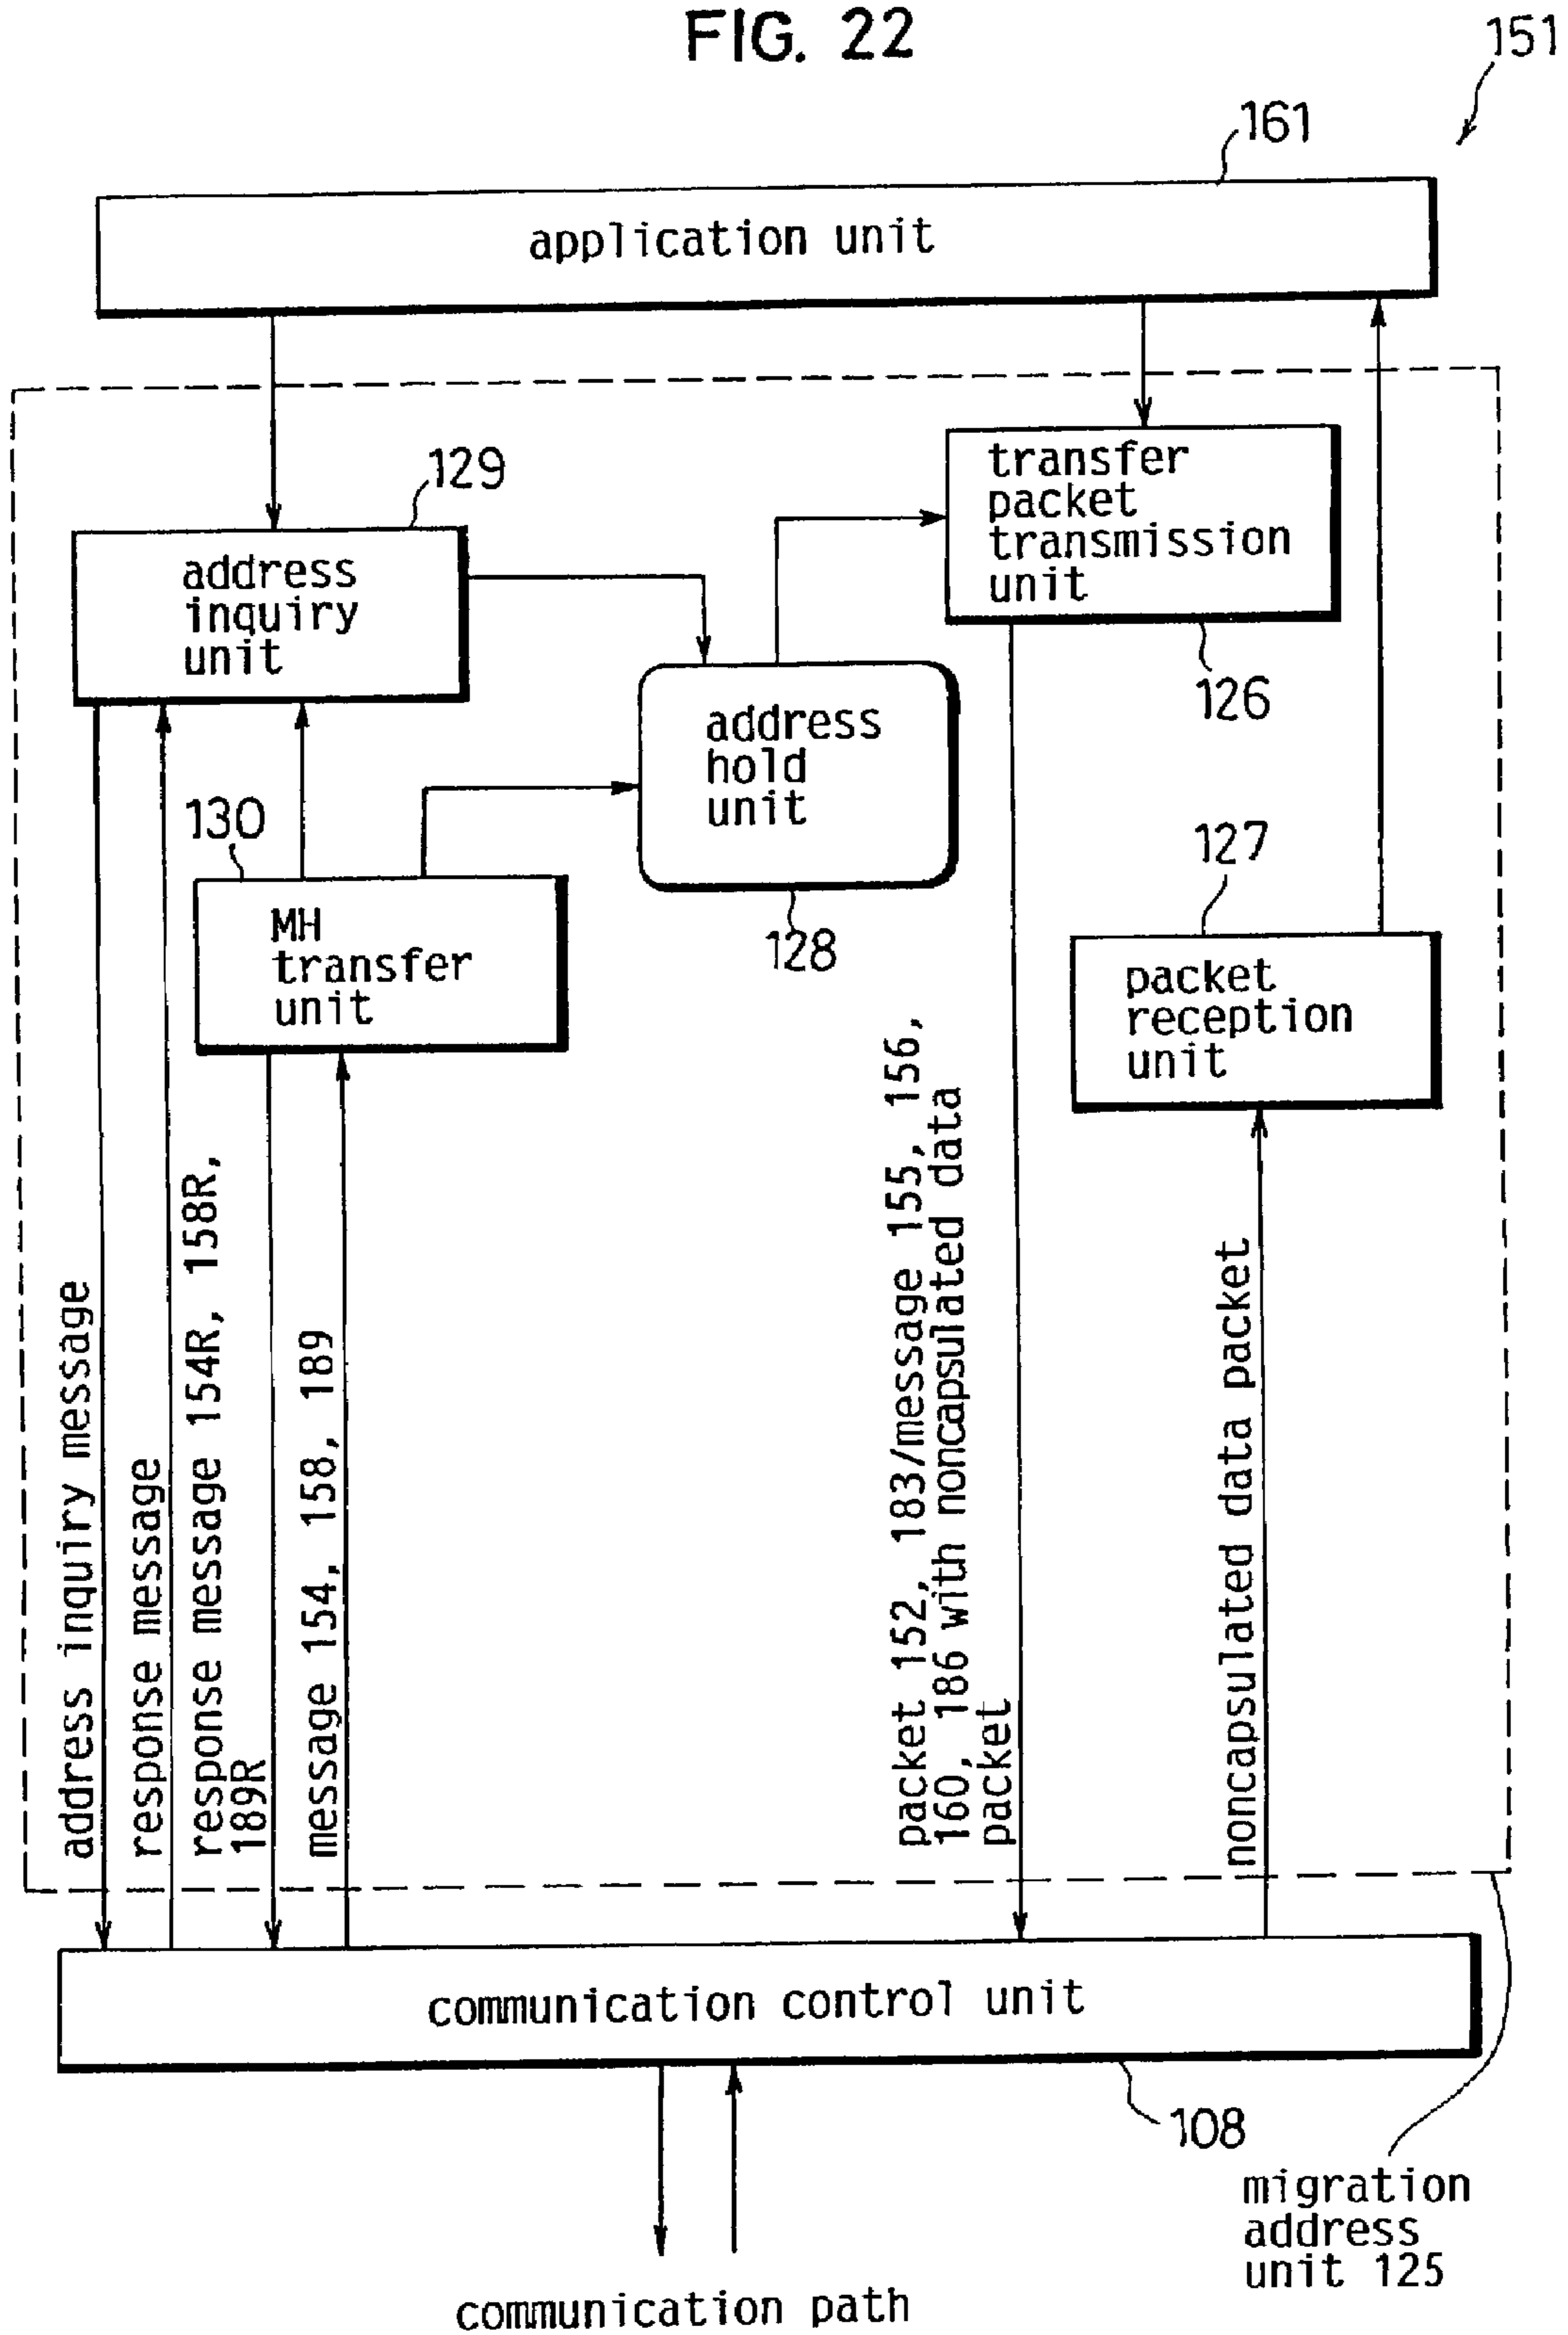 FIG. 22
151
161
application unit
129
address
inquiry
unit
transfer
packet
transmission
unit
126
address
hold
unit
128
130
MH
transfer
unit
127
packet
reception
unit
address inquiry message
response message
response message 154R, 158R,
189R
message 154, 158, 189
packet 152, 183/message 155, 156,
160, 186 with noncapsulated data
packet
noncapsulated data packet
communication control unit
108
migration
address
unit 125
communication path